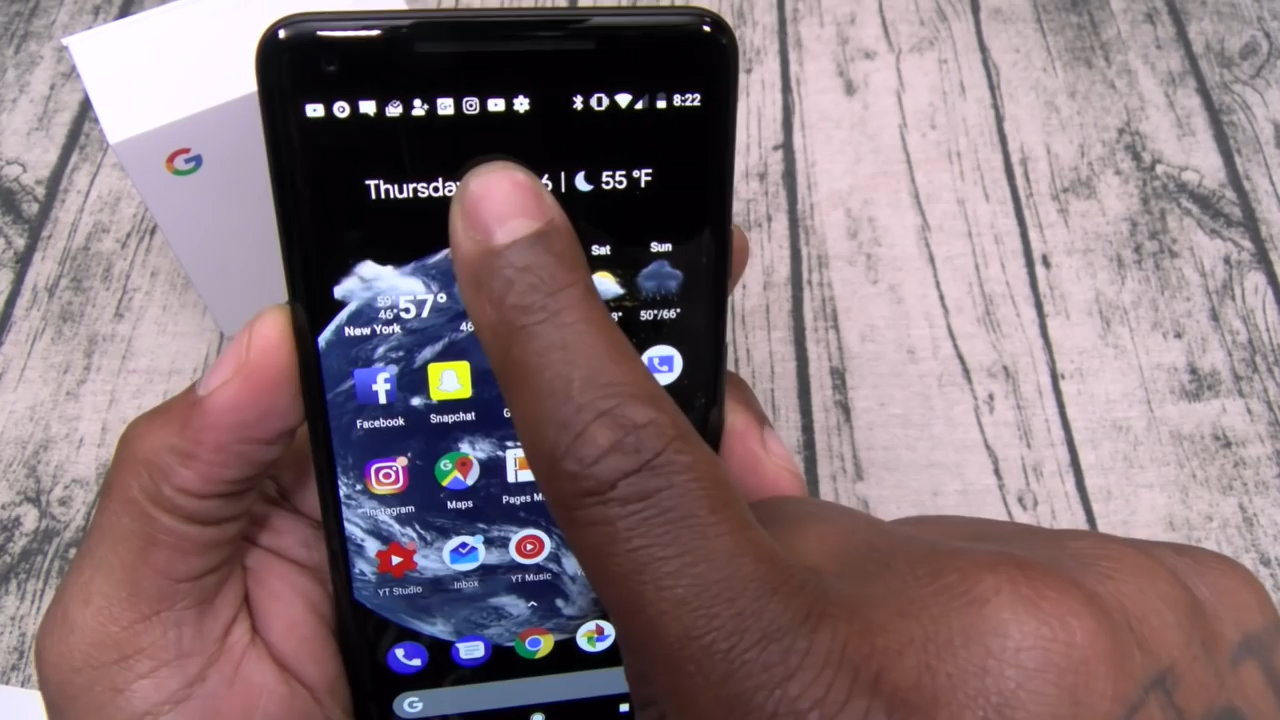 8:22
6 | 55 °F
Sat Sun
59°
46° 57°
50°/66°
New York 46
Facebook Snapchat
Instagram Maps Pages
YT Studio Inbox YT Music
G